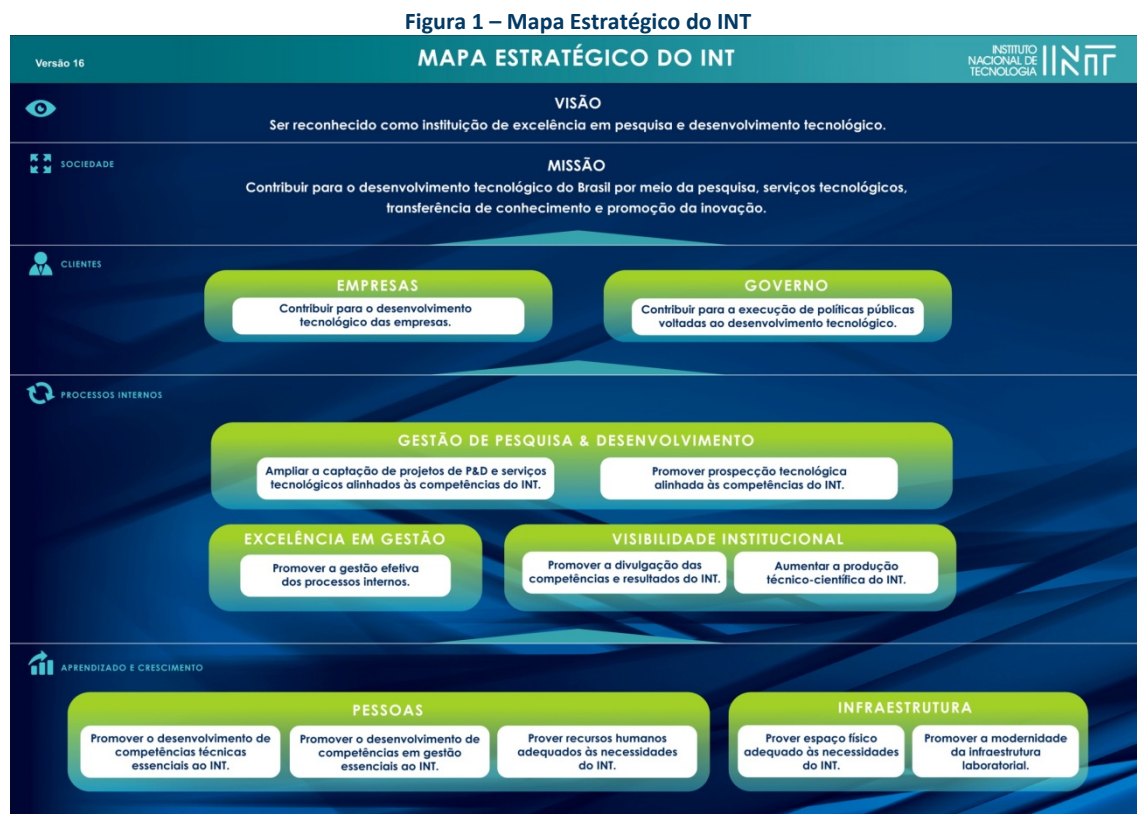 Figura 1 – Mapa Estratégico do INT
Versão 16
MAPA ESTRATÉGICO DO INT
INSTITUTO
NACIONAL DE
TECNOLOGIA
INT
VISÃO
Ser reconhecido como instituição de excelência em pesquisa e desenvolvimento tecnológico.
SOCIEDADE
MISSÃO
Contribuir para o desenvolvimento tecnológico do Brasil por meio da pesquisa, serviços tecnológicos,
transferência de conhecimento e promoção da inovação.
CLIENTES
EMPRESAS
Contribuir para o desenvolvimento
tecnológico das empresas.
GOVERNO
Contribuir para a execução de políticas públicas
voltadas ao desenvolvimento tecnológico.
PROCESSOS INTERNOS
GESTÃO DE PESQUISA & DESENVOLVIMENTO
Ampliar a captação de projetos de P&D e serviços
tecnológicos alinhados às competências do INT.
Promover prospecção tecnológica
alinhada às competências do INT.
EXCELÊNCIA EM GESTÃO
Promover a gestão efetiva
dos processos internos.
VISIBILIDADE INSTITUCIONAL
Promover a divulgação das
competências e resultados do INT.
Aumentar a produção
técnico-científica do INT.
APRENDIZADO E CRESCIMENTO
PESSOAS
Promover o desenvolvimento de
competências técnicas
essenciais ao INT.
Promover o desenvolvimento de
competências em gestão
essenciais ao INT.
Prover recursos humanos
adequados às necessidades
do INT.
INFRAESTRUTURA
Prover espaço físico
adequado às necessidades
do INT.
Promover a modernidade
da infraestrutura
laboratorial.